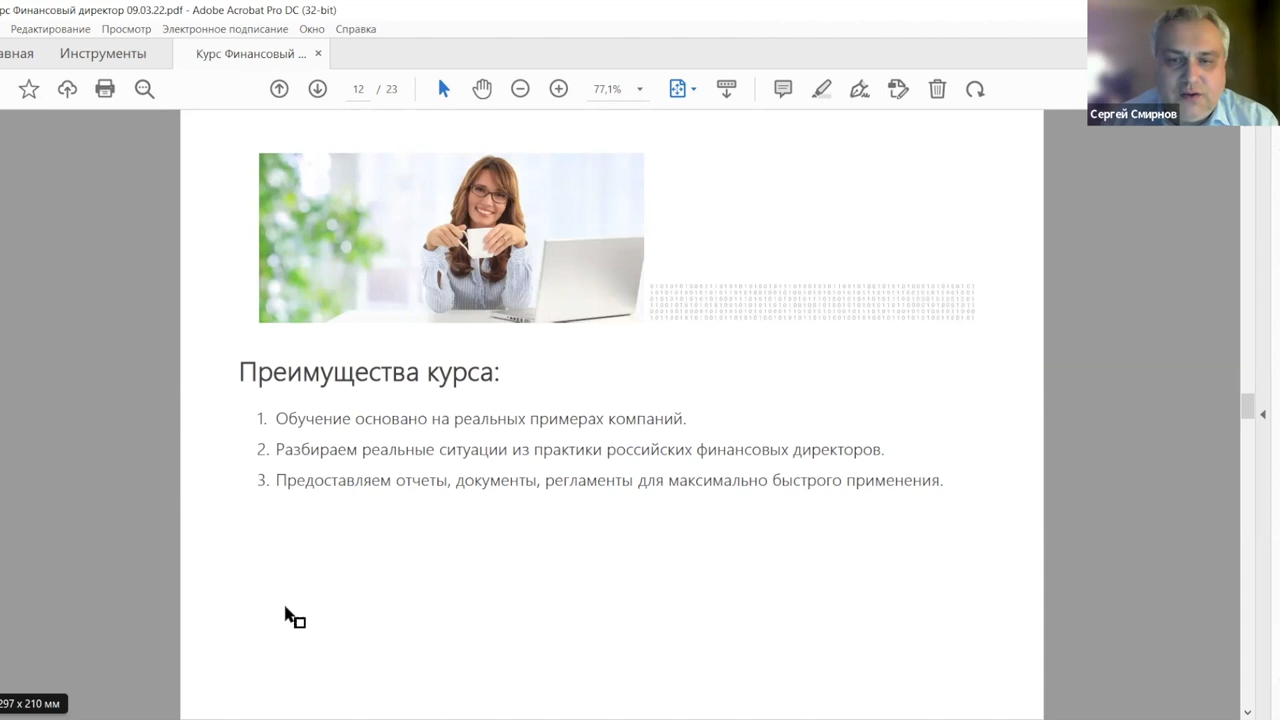 рс Финансовый директор 09.03.22.pdf - Adobe Acrobat Pro DC (32-bit)
Редактирование Просмотр Электронное подписание Окно Справка
авная Инструменты Курс Финансовый ... ×
12 / 23 77,1%
Сергей Смирнов
Преимущества курса:
1. Обучение основано на реальных примерах компаний.
2. Разбираем реальные ситуации из практики российских финансовых директоров.
3. Предоставляем отчеты, документы, регламенты для максимально быстрого применения.
297 x 210 мм